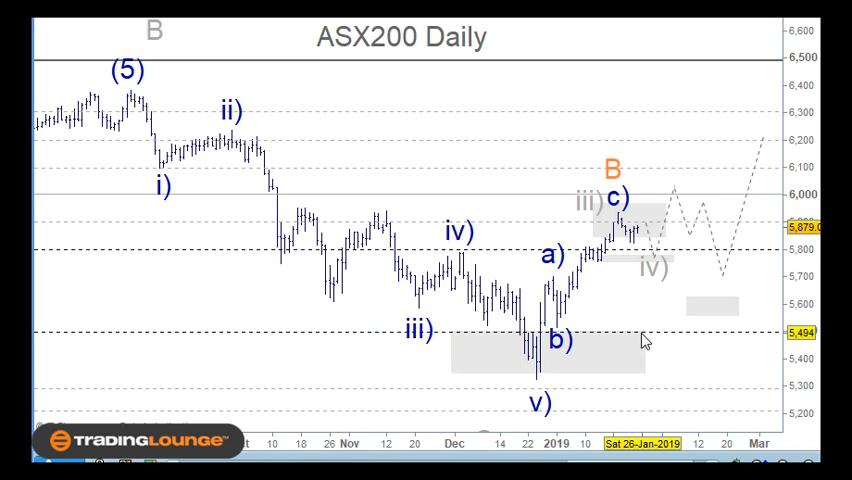 B
ASX200 Daily
6,600
6,500
(5)
6,400
6,300
ii)
6,200
6,100
i)
B
6,000
iii)
c)
5,879.0
iv)
5,800
a)
iv)
5,700
5,600
iii)
b)
5,494
5,400
v)
5,300
5,200
TRADINGLOUNGE™
10 18 26 Nov 12 20 Dec 14 22 2019 10 Sat 26-Jan-2019 12 20 Mar